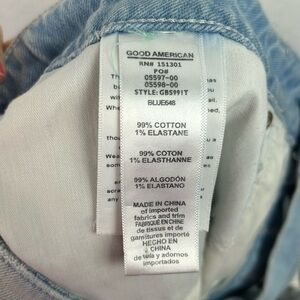 GOOD AMERICAN
RN# 151301
PO#
05597-00
05598-00
STYLE: GBS991T
BLUE648
99% COTTON
1% ELASTANE
99% COTON
1% ELASTHANNE
99% ALGODÓN
1% ELASTANO
MADE IN CHINA
of imported
fabrics and trim
FABRIQUÉ EN CHINE
de tissus et de
garnitures importés
HECHO EN
CHINA
de tela y adornos
importados